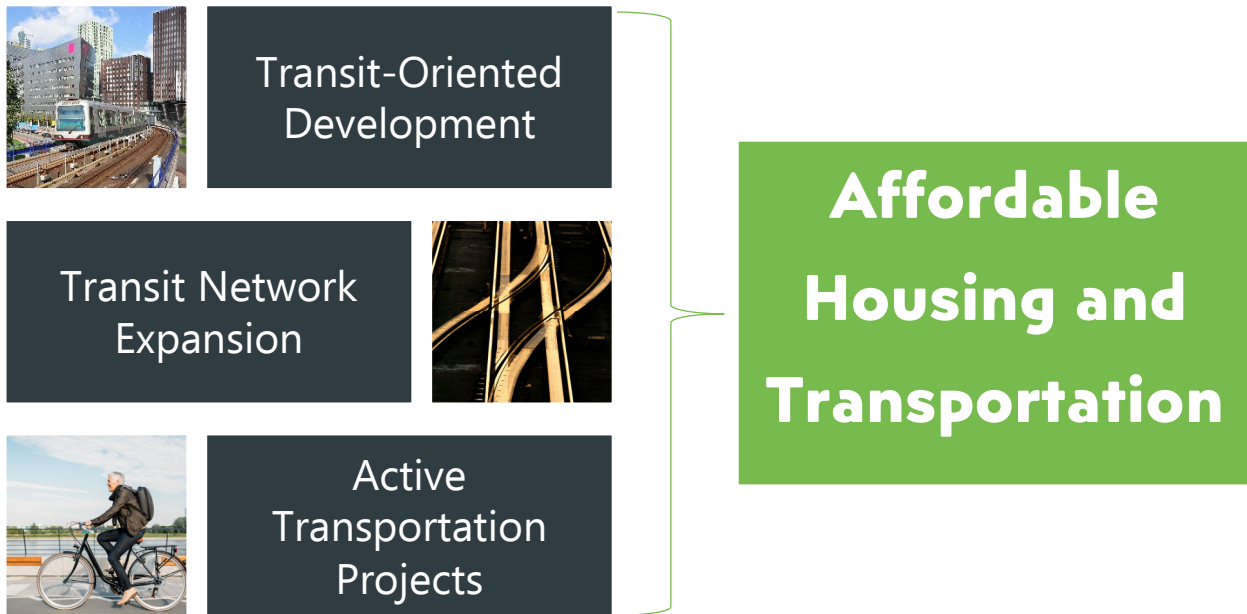 Transit-Oriented
Development
Transit Network
Expansion
Active
Transportation
Projects
Affordable
Housing and
Transportation